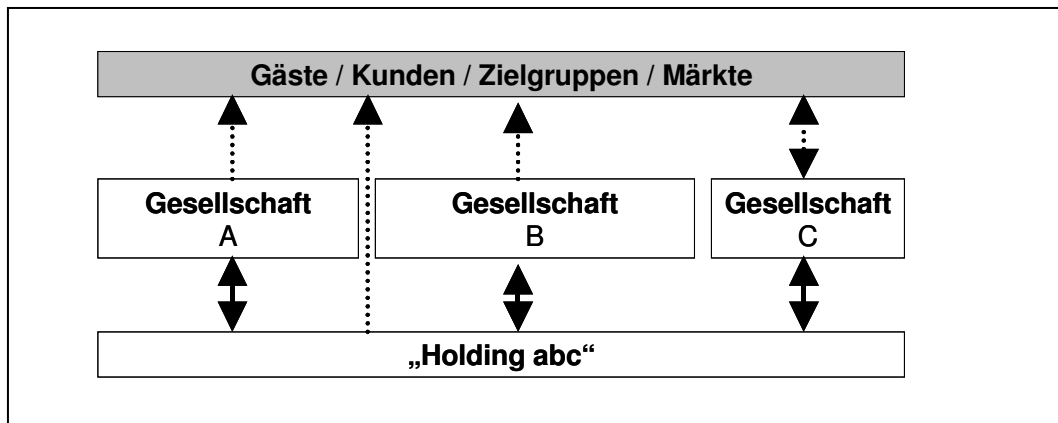 Gäste / Kunden / Zielgruppen / Märkte
Gesellschaft
A
Gesellschaft
B
Gesellschaft
C
„Holding abc“